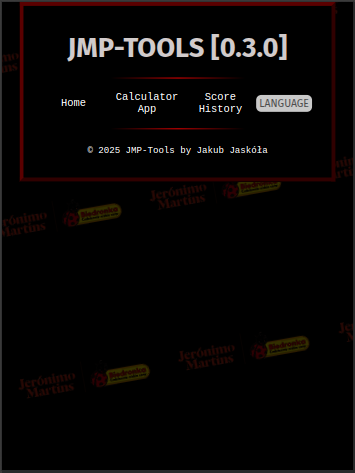 JMP-TOOLS [0.3.0]
Home
Calculator
App
Score
History
LANGUAGE
© 2025 JMP-Tools by Jakub Jaskóła
Jerónimo
Martins
Biedronka
Jerónimo
Martins
Biedronka
Jerónimo
Martins
Biedronka
Jerónimo
Martins
Biedronka